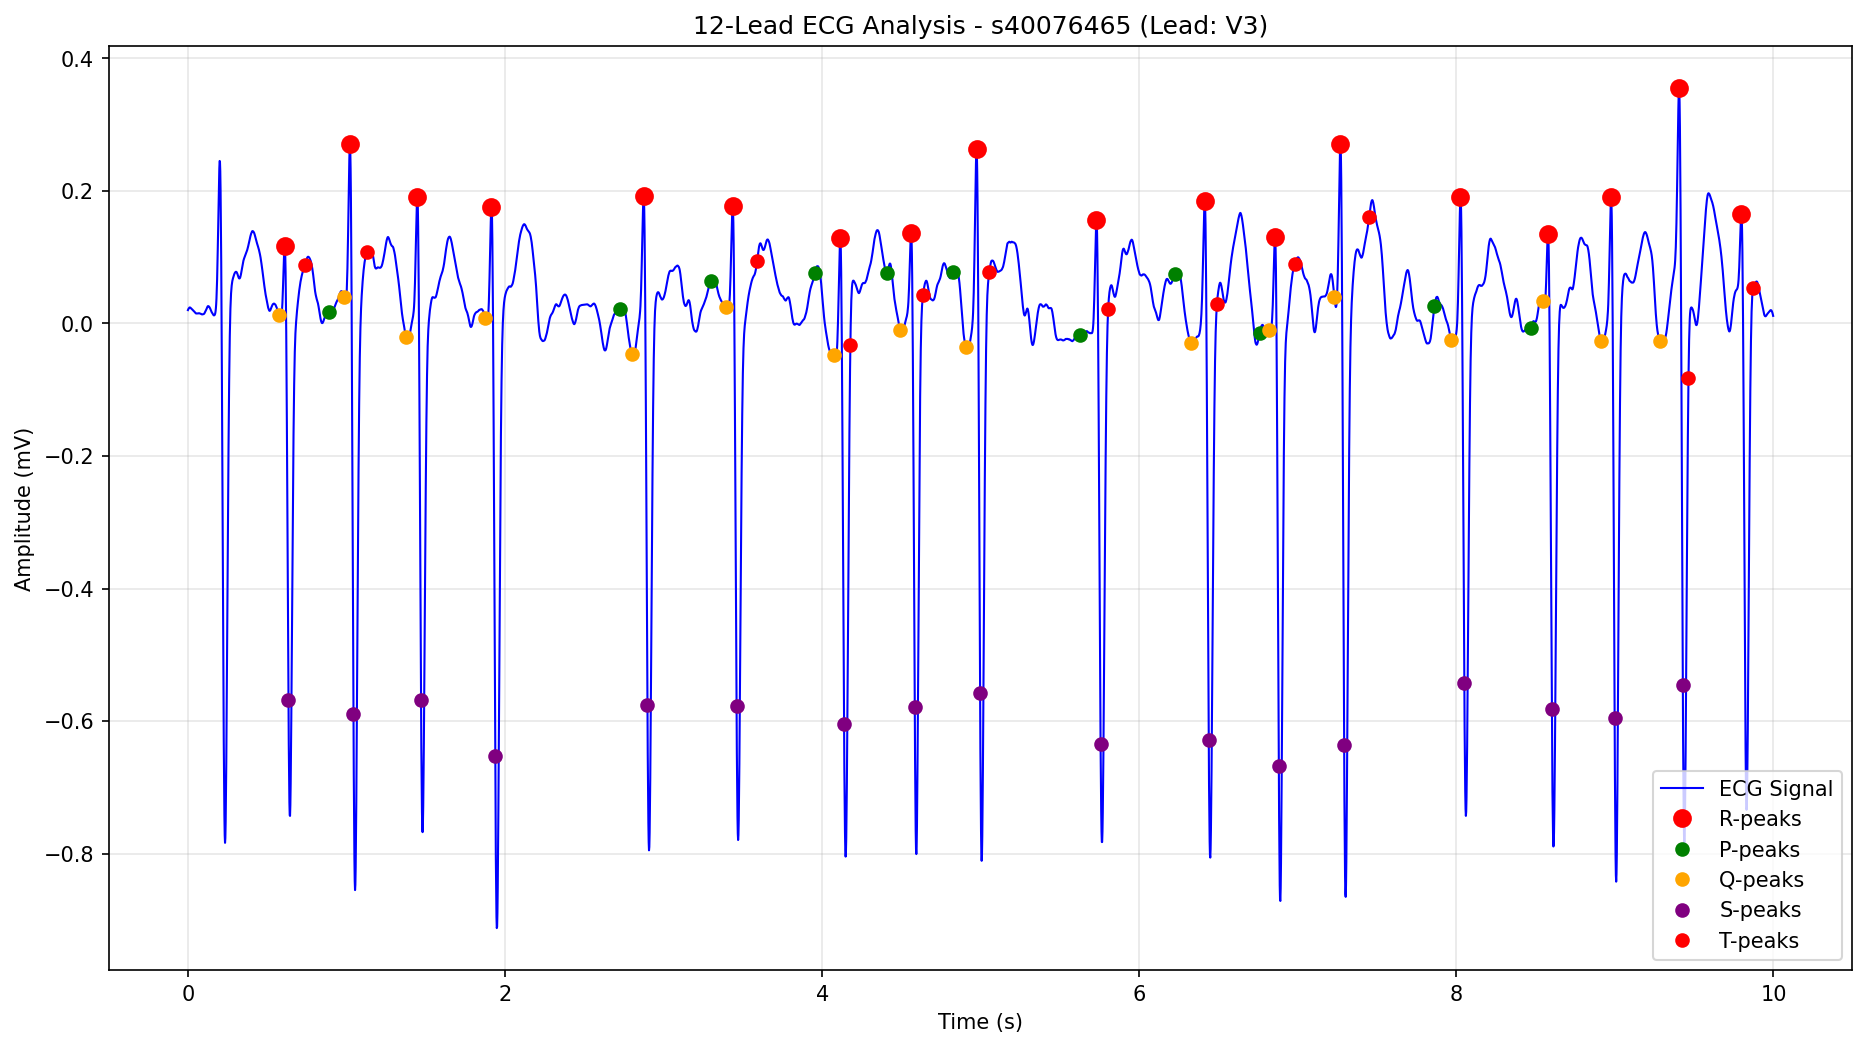 12-Lead ECG Analysis - s40076465 (Lead: V3)
0.4
0.2
0.0
−0.2
−0.4
−0.6
−0.8
Amplitude (mV)
0
2
4
6
8
10
Time (s)
ECG Signal
R-peaks
P-peaks
Q-peaks
S-peaks
T-peaks